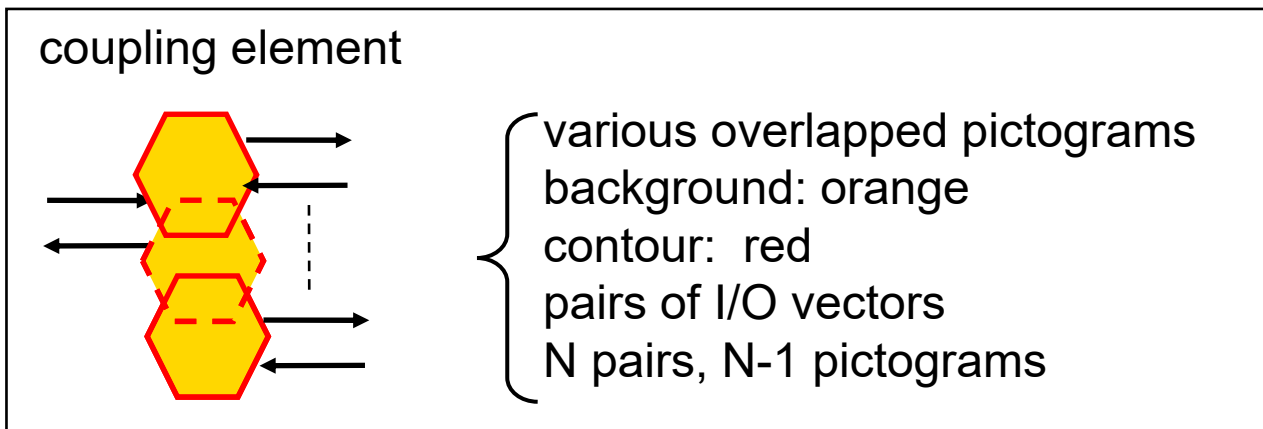 coupling element
various overlapped pictograms
background: orange
contour:  red
pairs of I/O vectors
N pairs, N-1 pictograms